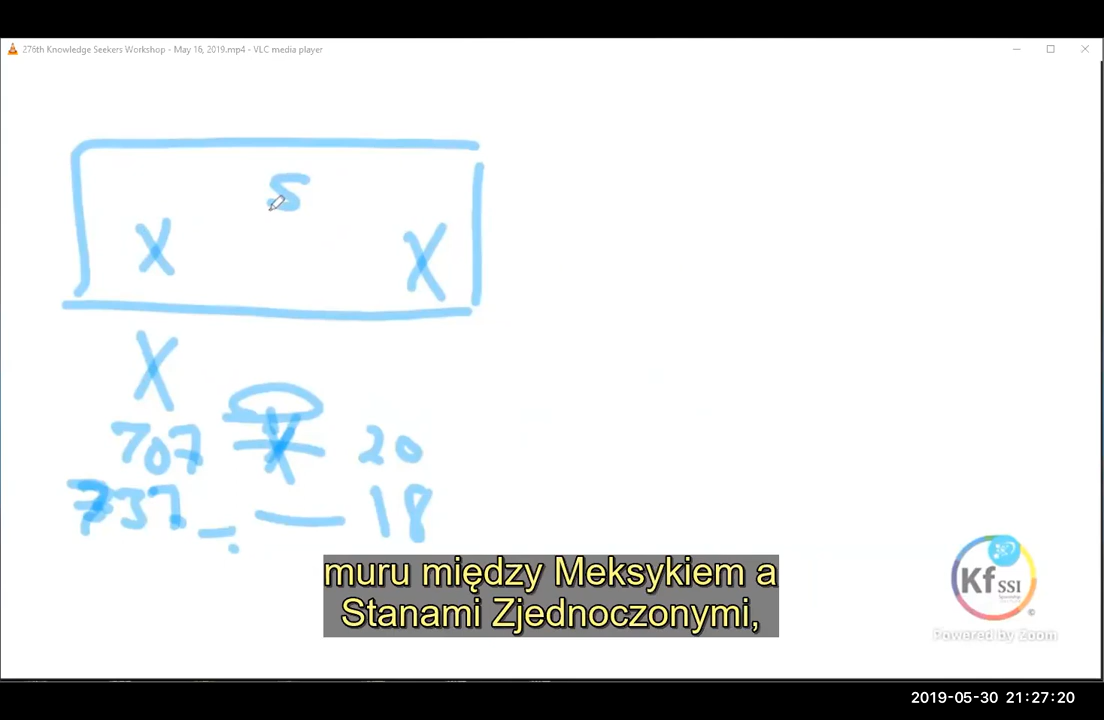 276th Knowledge Seekers Workshop - May 16, 2019.mp4 - VLC media player
S
X X
X
707 X 20
737 18
muru między Meksykiem a
Stanami Zjednoczonymi,
Kf SSI
Powered by Zoom
2019-05-30 21:27:20